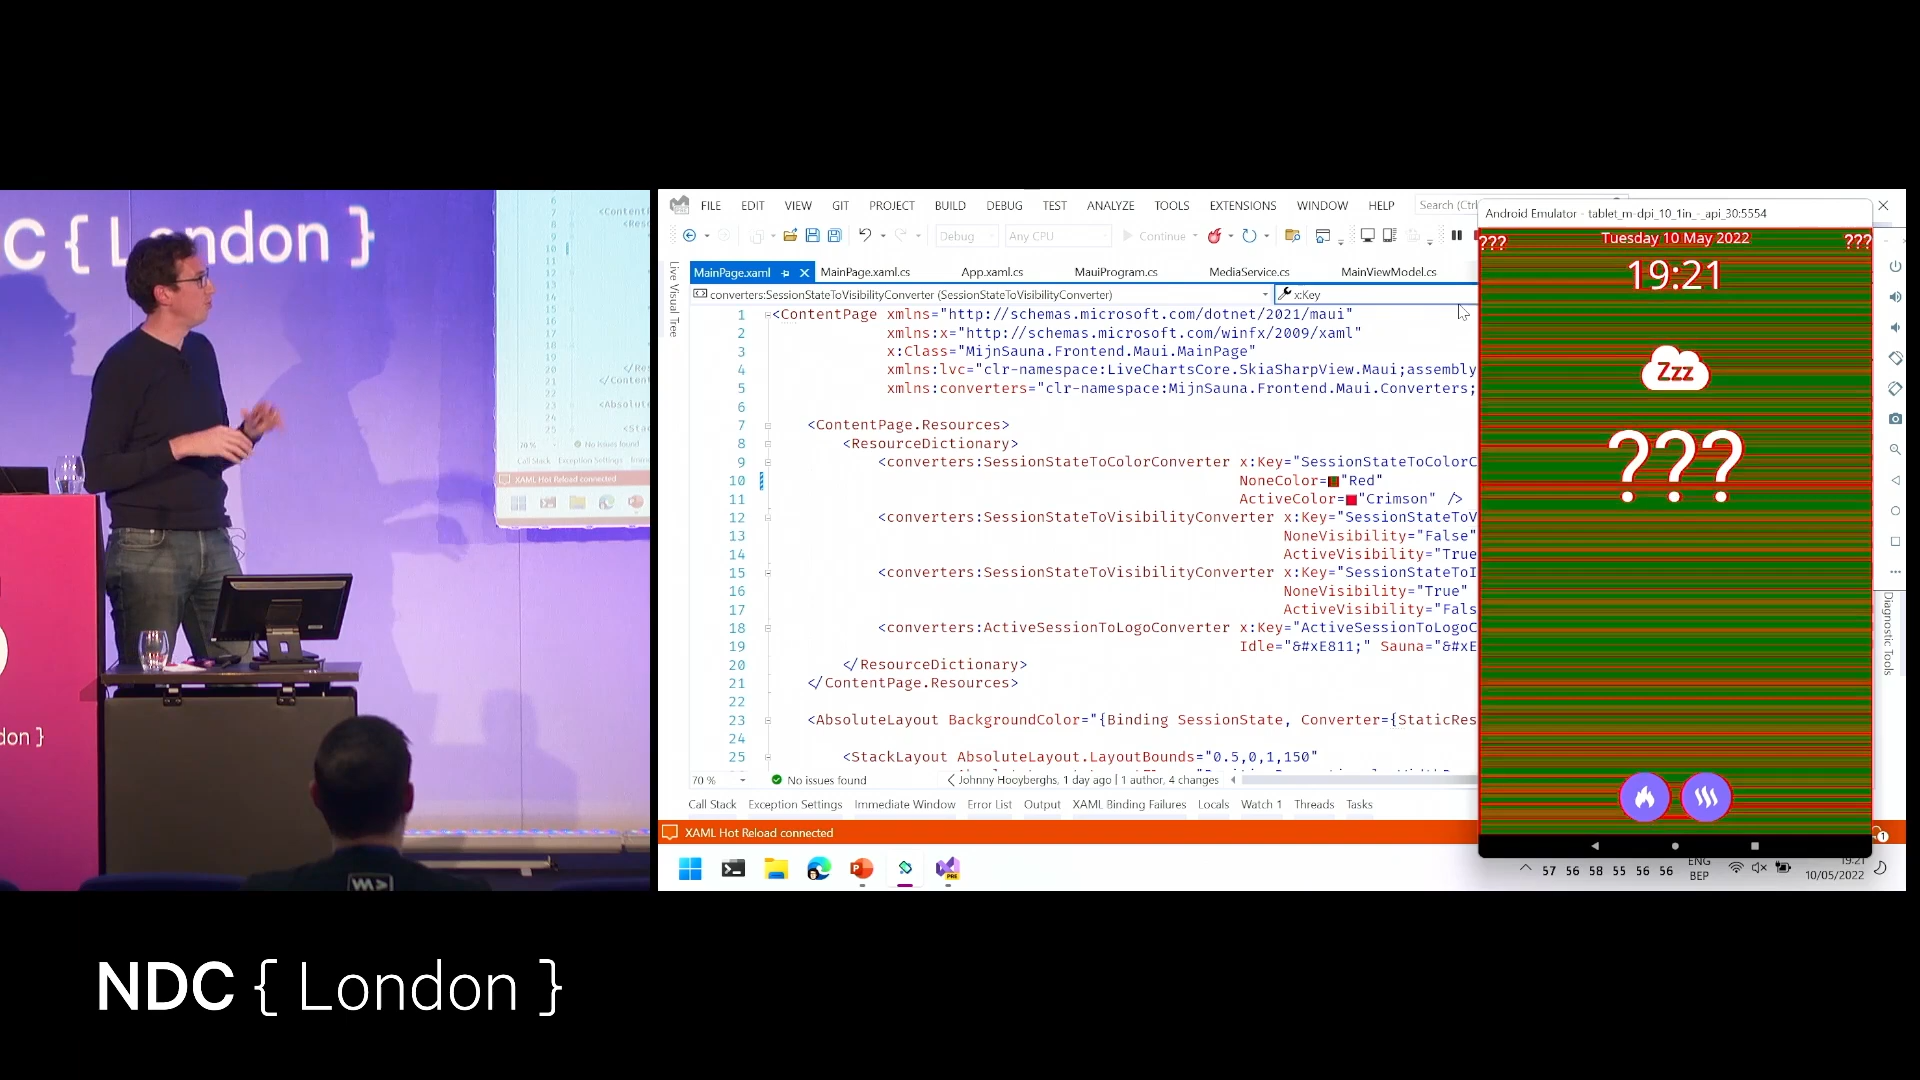 C { London }
don }
FILE EDIT VIEW GIT PROJECT BUILD DEBUG TEST ANALYZE TOOLS EXTENSIONS WINDOW HELP Search (Ctrl
Debug Any CPU Continue
MainPage.xaml MainPage.xaml.cs App.xaml.cs MauiProgram.cs MediaService.cs MainViewModel.cs
Live Visual Tree
converters:SessionStateToVisibilityConverter (SessionStateToVisibilityConverter) x:Key
1 <ContentPage xmlns="http://schemas.microsoft.com/dotnet/2021/maui"
2 xmlns:x="http://schemas.microsoft.com/winfx/2009/xaml"
3 x:Class="MijnSauna.Frontend.Maui.MainPage"
4 xmlns:lvc="clr-namespace:LiveChartsCore.SkiaSharpView.Maui;assembly
5 xmlns:converters="clr-namespace:MijnSauna.Frontend.Maui.Converters;
6
7 <ContentPage.Resources>
8 <ResourceDictionary>
9 <converters:SessionStateToColorConverter x:Key="SessionStateToColorC
10 NoneColor="Red"
11 ActiveColor="Crimson" />
12 <converters:SessionStateToVisibilityConverter x:Key="SessionStateToV
13 NoneVisibility="False"
14 ActiveVisibility="True
15 <converters:SessionStateToVisibilityConverter x:Key="SessionStateToI
16 NoneVisibility="True"
17 ActiveVisibility="Fals
18 <converters:ActiveSessionToLogoConverter x:Key="ActiveSessionToLogoC
19 Idle="&#xE811;" Sauna="&#xE
20 </ResourceDictionary>
21 </ContentPage.Resources>
22
23 <AbsoluteLayout BackgroundColor="{Binding SessionState, Converter={StaticRes
24
25 <StackLayout AbsoluteLayout.LayoutBounds="0.5,0,1,150"
70 % No issues found Johnny Hooyberghs, 1 day ago | 1 author, 4 changes
Call Stack Exception Settings Immediate Window Error List Output XAML Binding Failures Locals Watch 1 Threads Tasks
XAML Hot Reload connected
Android Emulator - tablet_m-dpi_10_1in_-_api_30:5554
??? Tuesday 10 May 2022 ???
19:21
Zzz
???
Diagnostic Tools
57 56 58 55 56 56 ENG BEP 19:21 10/05/2022
NDC { London }